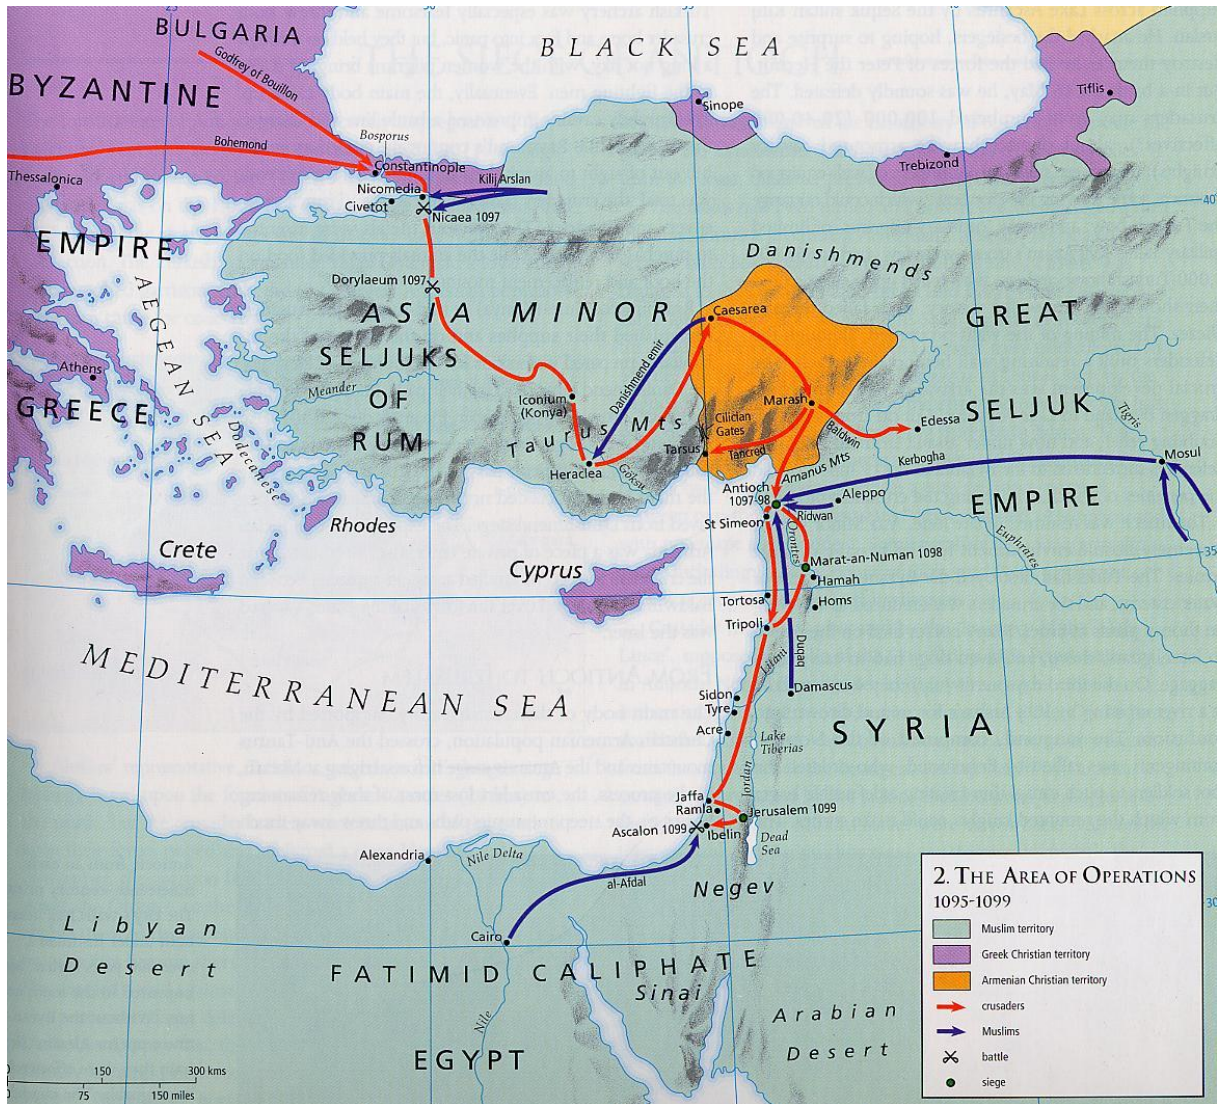 BULGARIA
BLACK SEA
Godfrey of Bouillon
BYZANTINE
Tiflis
Sinope
Bosporus
Bohemond
Constantinople
Trebizond
Thessalonica
Nicomedia
Kilij Arslan
Civetot
Nicaea 1097
40
EMPIRE
Danishmends
Dorylaeum 1097
AEGEAN SEA
ASIA MINOR
Caesarea
GREAT
SELJUKS
OF
RUM
Danishmend emir
Athens
Meander
Iconium
(Konya)
Marash
SELJUK
GREECE
Taurus Mts
Cilician
Gates
Baldwin
Edessa
Tigris
Dodecanese
Tarsus
Tancred
Mosul
Heraclea
Göksu
Amanus Mts
Kerbogha
Antioch
1097-98
Aleppo
EMPIRE
Rhodes
St Simeon
Ridwan
Orontes
Euphrates
Crete
Cyprus
Marat-an-Numan 1098
35
Hamah
Tortosa
Homs
Tripoli
Duqaq
Litani
MEDITERRANEAN SEA
Sidon
Damascus
Tyre
Acre
SYRIA
Lake
Tiberias
Jordan
Jaffa
Ramla
Jerusalem 1099
Ascalon 1099
Ibelin
Dead
Sea
Alexandria
Nile Delta
al-Afdal
Negev
30
Libyan
Desert
Cairo
FATIMID CALIPHATE
Sinai
Arabian
Desert
Nile
EGYPT
150
300 kms
75
150 miles
25
30
35
40
2. THE AREA OF OPERATIONS
1095-1099
Muslim territory
Greek Christian territory
Armenian Christian territory
crusaders
Muslims
battle
siege